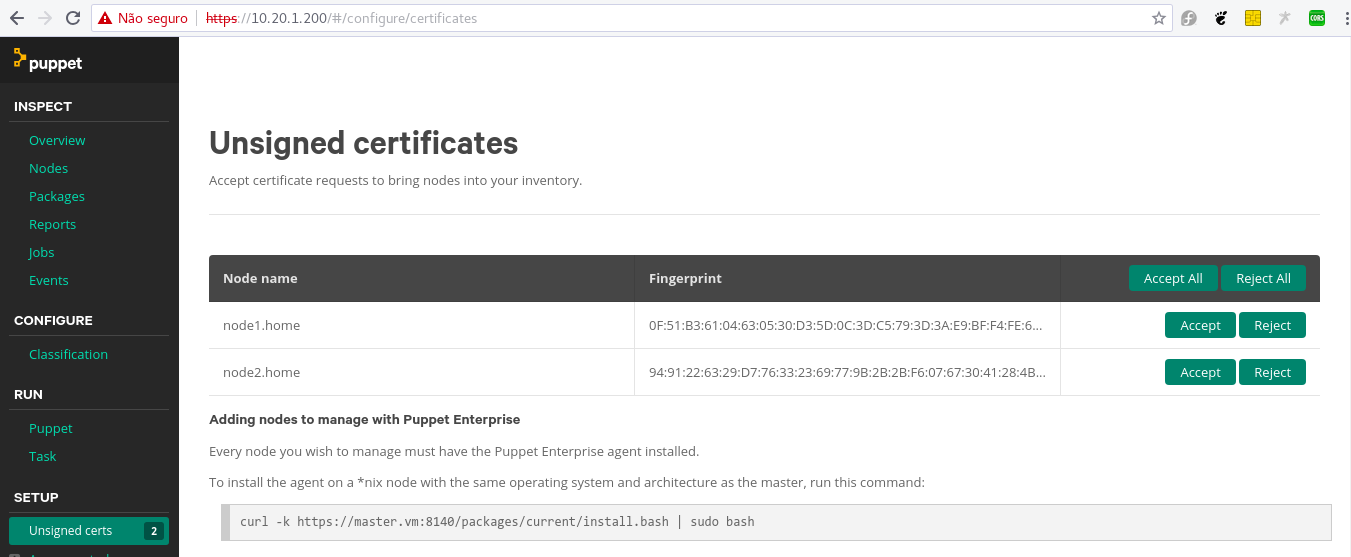 Não seguro https://10.20.1.200/#/configure/certificates
CORS
puppet
INSPECT
Overview
Nodes
Packages
Reports
Jobs
Events
CONFIGURE
Classification
RUN
Puppet
Task
SETUP
Unsigned certs 2
Unsigned certificates
Accept certificate requests to bring nodes into your inventory.
Node name Fingerprint Accept All Reject All
node1.home 0F:51:B3:61:04:63:05:30:D3:5D:0C:3D:C5:79:3D:3A:E9:BF:F4:FE:6... Accept Reject
node2.home 94:91:22:63:29:D7:76:33:23:69:77:9B:2B:2B:F6:07:67:30:41:28:4B... Accept Reject
Adding nodes to manage with Puppet Enterprise
Every node you wish to manage must have the Puppet Enterprise agent installed.
To install the agent on a *nix node with the same operating system and architecture as the master, run this command:
curl -k https://master.vm:8140/packages/current/install.bash | sudo bash